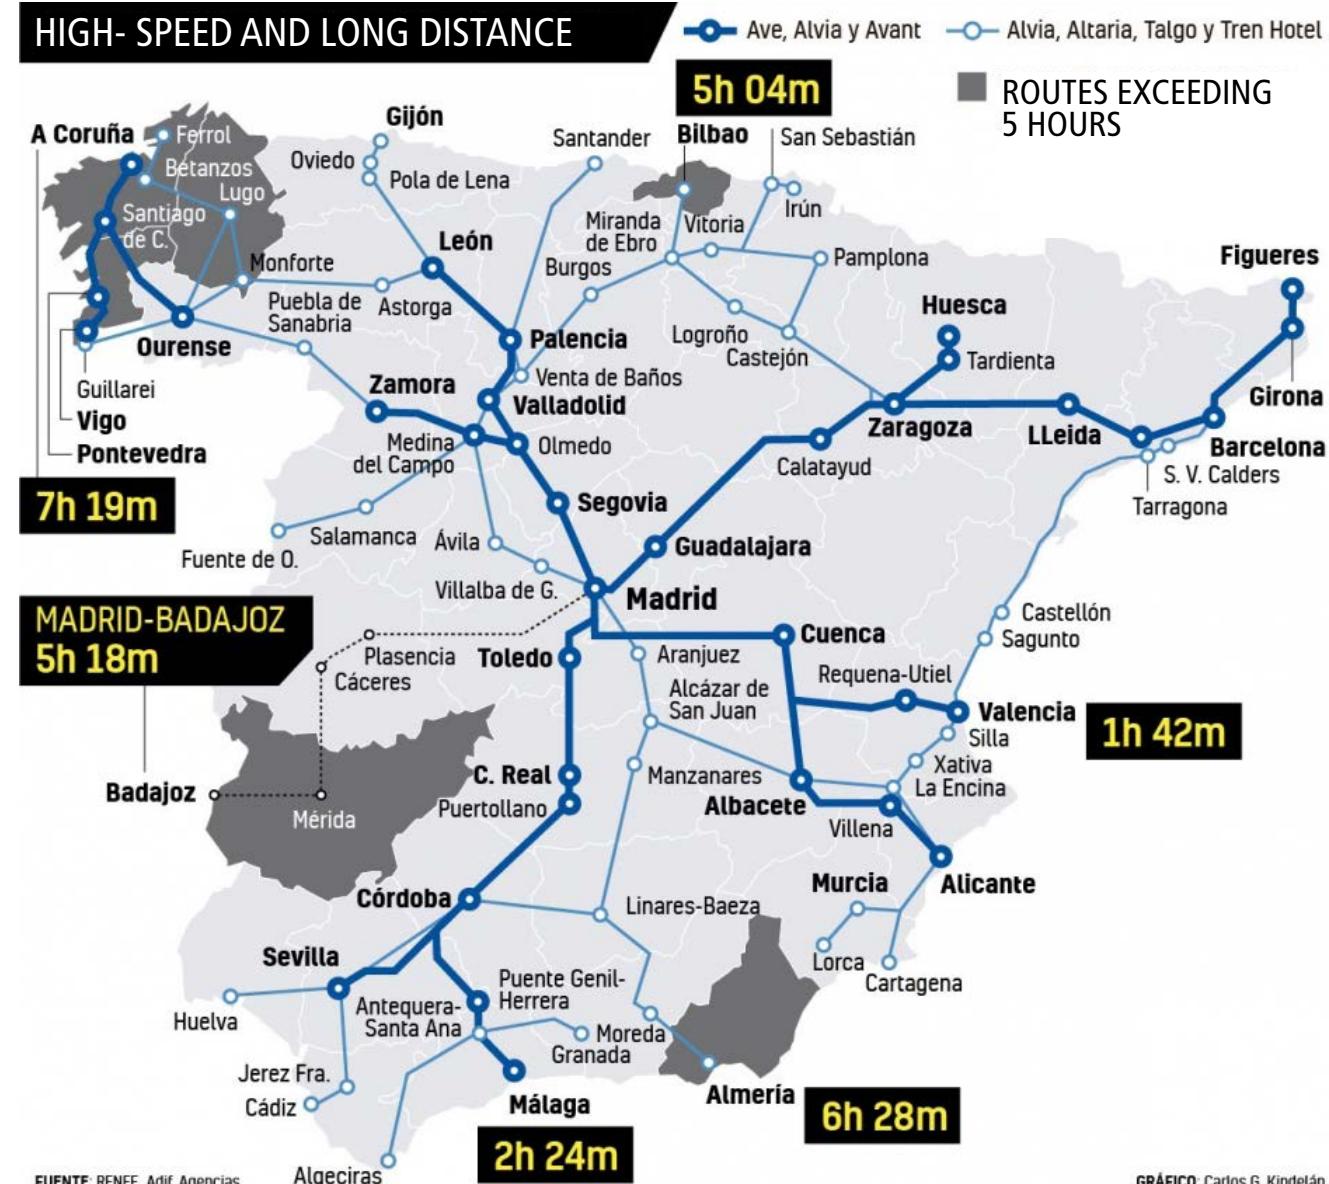 HIGH- SPEED AND LONG DISTANCE
Ave, Alvia y Avant
Alvia, Altaria, Talgo y Tren Hotel
ROUTES EXCEEDING
5 HOURS
5h 04m
Gijón
A Coruña
Ferrol
Santander
Bilbao
San Sebastián
Oviedo
Betanzos
Pola de Lena
Lugo
Irún
Santiago
de C.
Miranda
de Ebro
Vitoria
León
Figueres
Monforte
Burgos
Pamplona
Puebla de
Sanabria
Astorga
Huesca
Ourense
Palencia
Logroño
Castejón
Tardienta
Guillarei
Zamora
Venta de Baños
Girona
Vigo
Valladolid
Zaragoza
LLeida
Pontevedra
Medina
del Campo
Olmedo
Calatayud
Barcelona
S. V. Calders
7h 19m
Segovia
Tarragona
Salamanca
Ávila
Guadalajara
Fuente de O.
Villalba de G.
Madrid
MADRID-BADAJOZ
5h 18m
Castellón
Sagunto
Cuenca
Plasencia
Toledo
Aranjuez
Cáceres
Requena-Utiel
Alcázar de
San Juan
Valencia
1h 42m
Silla
C. Real
Manzanares
Xativa
La Encina
Badajoz
Puertollano
Albacete
Mérida
Villena
Murcia
Alicante
Córdoba
Linares-Baeza
Sevilla
Lorca
Cartagena
Puente Genil-
Herrera
Antequera-
Santa Ana
Huelva
Moreda
Granada
Jerez Fra.
Cádiz
Almería
Málaga
6h 28m
2h 24m
Algeciras
FUENTE: RENFE, Adif, Agencias
GRÁFICO: Carlos G. Kindelán